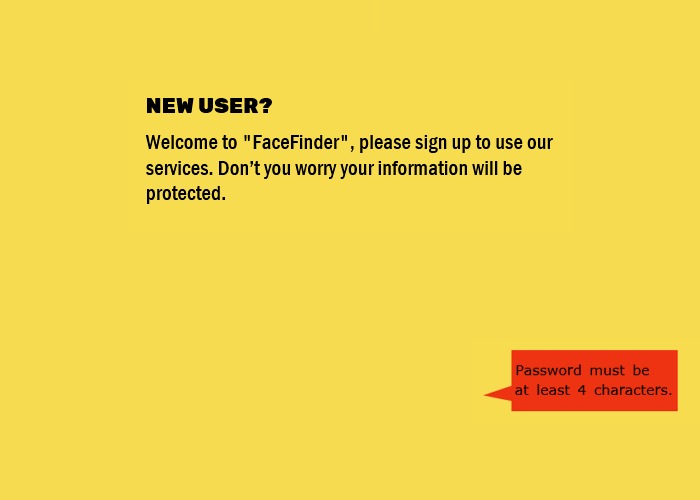 NEW USER?
Welcome to "FaceFinder", please sign up to use our
services. Don’t you worry your information will be
protected.
Password must be
at least 4 characters.